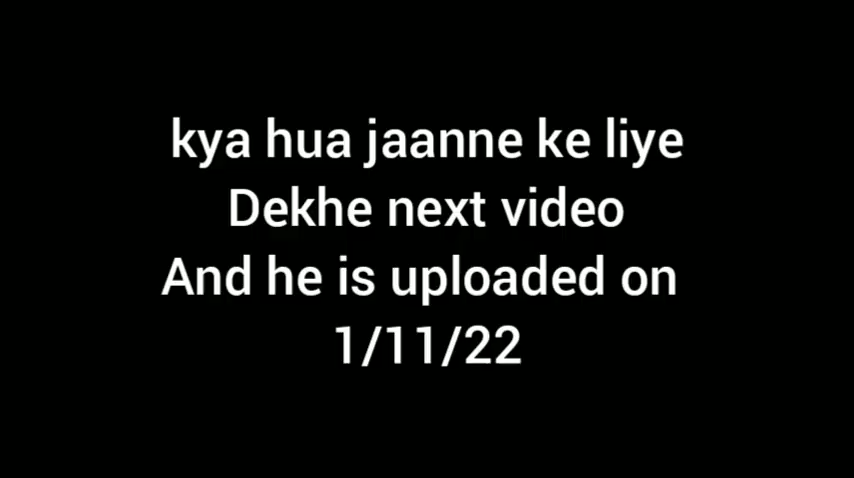 kya hua jaanne ke liye
Dekhe next video
And he is uploaded on
1/11/22